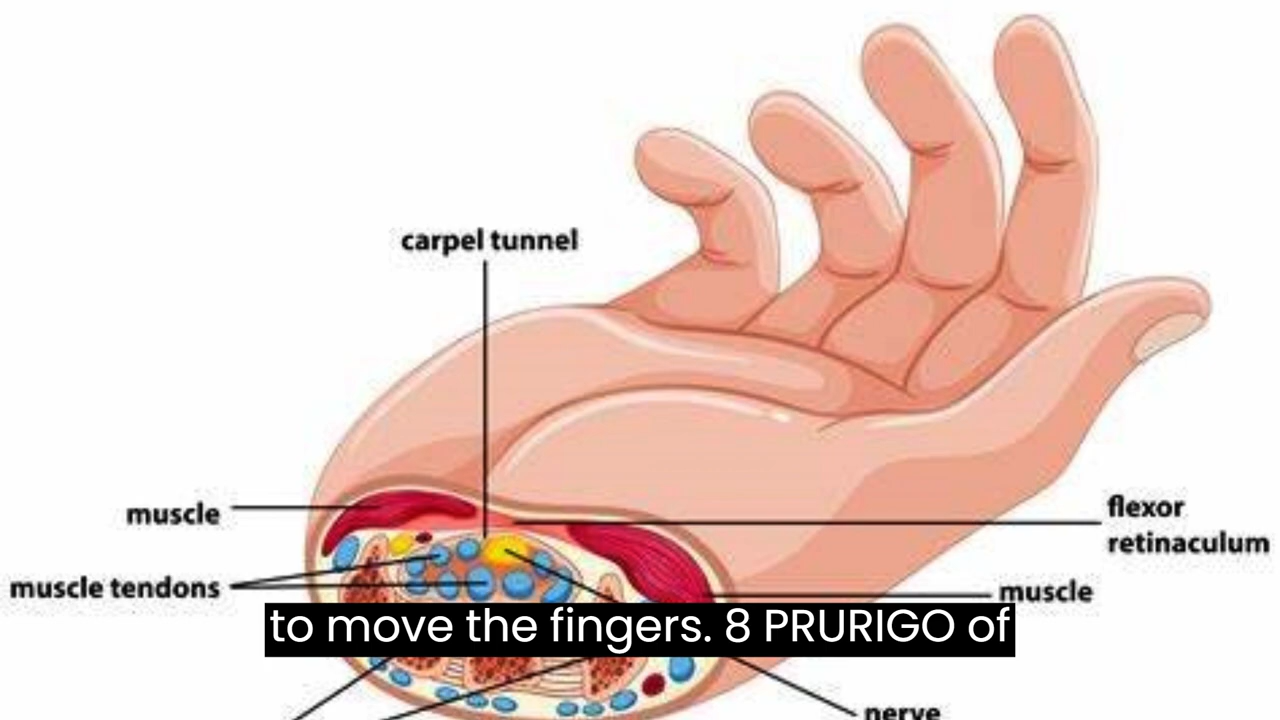 carpel tunnel
muscle
flexor
retinaculum
muscle tendons
muscle
to move the fingers. 8 PRURIGO of
nerve